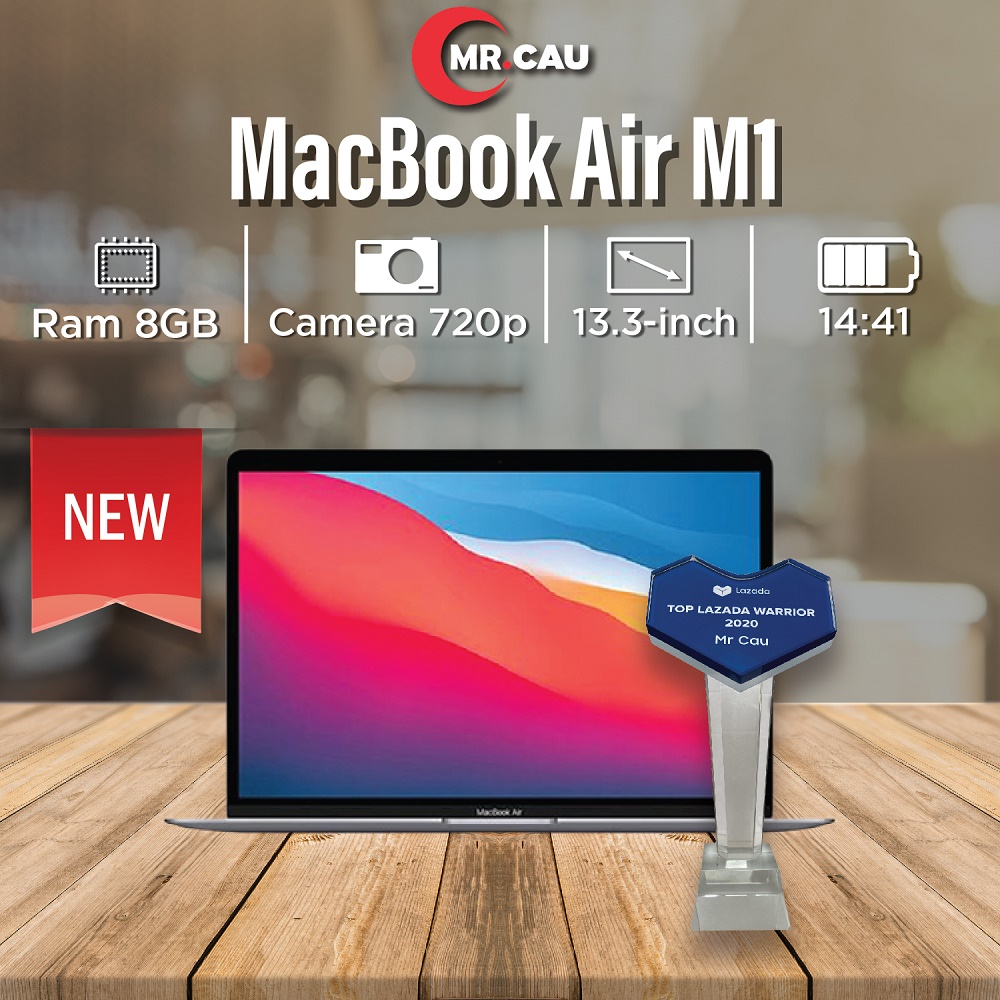 MR.CAU
MacBook Air M1
Ram 8GB
Camera 720p
13.3-inch
14:41
NEW
Lazada
TOP LAZADA WARRIOR
2020
Mr Cau
MacBook Air